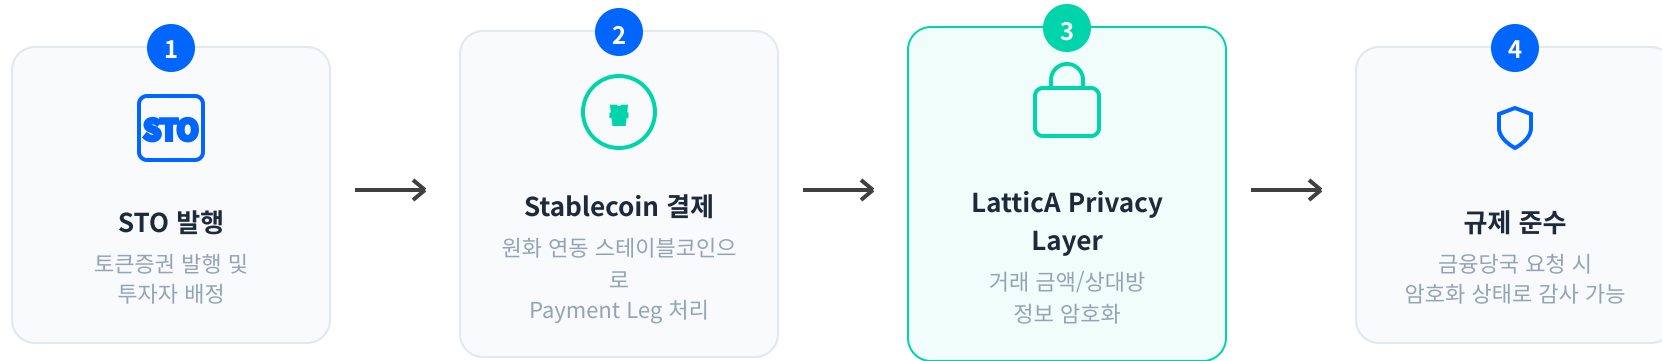 1
STO
STO 발행
토큰증권 발행 및
투자자 배정
2
Stablecoin 결제
원화 연동 스테이블코인으
로
Payment Leg 처리
3
LatticA Privacy
Layer
거래 금액/상대방
정보 암호화
4
규제 준수
금융당국 요청 시
암호화 상태로 감사 가능